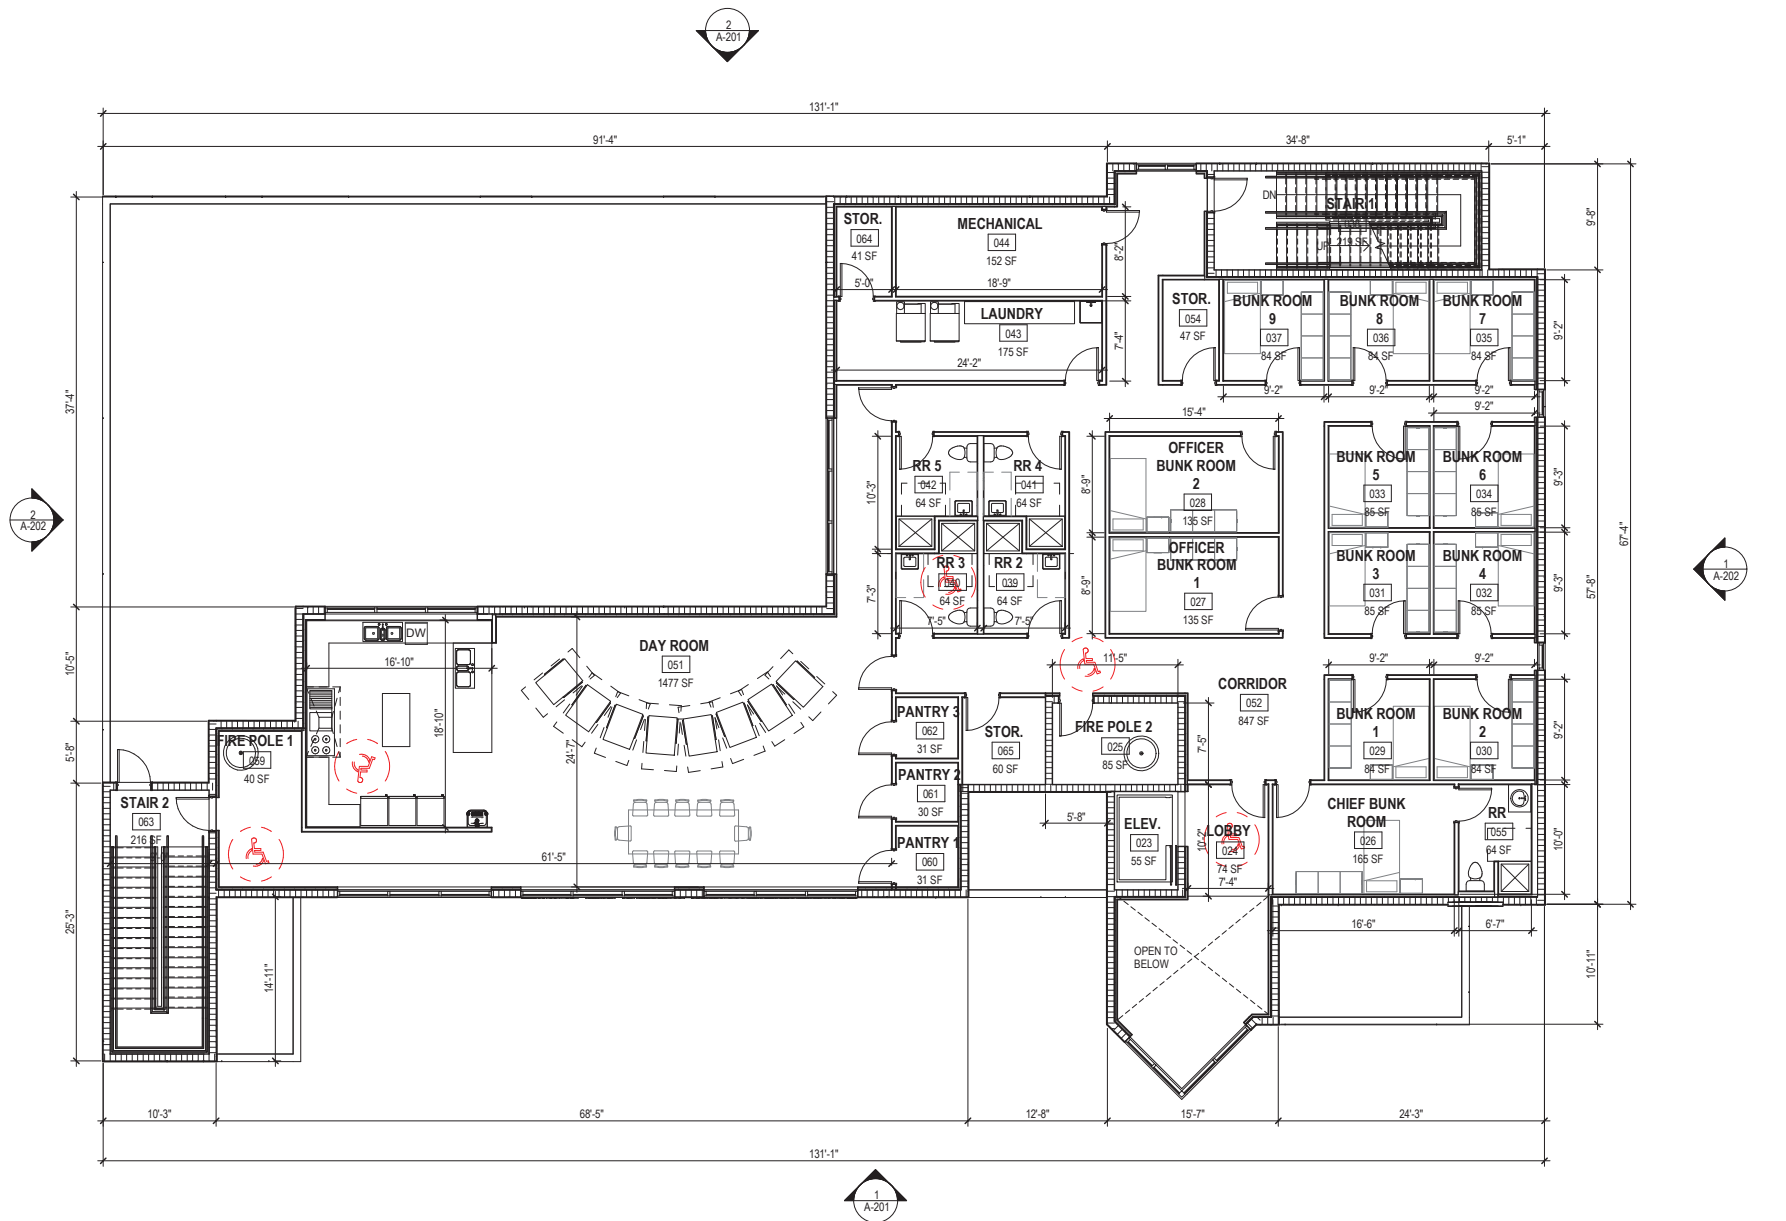 2
A-201
131'-1"
91'-4"
34'-8"
5'-1"
DN
STAIR 1
219 SF
UP
9'-8"
STOR.
064
41 SF
5'-0"
MECHANICAL
044
152 SF
18'-9"
8'-2"
LAUNDRY
043
175 SF
24'-2"
7'-4"
STOR.
054
47 SF
BUNK ROOM
9
037
84 SF
9'-2"
BUNK ROOM
8
036
84 SF
9'-2"
BUNK ROOM
7
035
84 SF
9'-2"
9'-2"
9'-2"
37'-4"
15'-4"
OFFICER
BUNK ROOM
2
028
135 SF
8'-9"
OFFICER
BUNK ROOM
1
027
135 SF
8'-9"
RR 5
042
64 SF
RR 4
041
64 SF
10'-3"
RR 3
040
64 SF
7'-5"
RR 2
039
64 SF
7'-5"
7'-3"
BUNK ROOM
5
033
85 SF
BUNK ROOM
6
034
85 SF
9'-3"
BUNK ROOM
3
031
85 SF
BUNK ROOM
4
032
85 SF
9'-3"
67'-4"
57'-8"
2
A-202
1
A-202
DW
16'-10"
18'-10"
DAY ROOM
051
1477 SF
24'-7"
61'-5"
10'-5"
5'-8"
11'-5"
CORRIDOR
052
847 SF
9'-2"
9'-2"
BUNK ROOM
1
029
84 SF
BUNK ROOM
2
030
84 SF
9'-2"
FIRE POLE 1
059
40 SF
PANTRY 3
062
31 SF
PANTRY 2
061
30 SF
PANTRY 1
060
31 SF
STOR.
065
60 SF
FIRE POLE 2
025
85 SF
7'-5"
5'-8"
STAIR 2
063
216 SF
25'-3"
14'-11"
ELEV.
023
55 SF
10'-2"
LOBBY
024
74 SF
7'-4"
CHIEF BUNK
ROOM
026
165 SF
16'-6"
RR
055
64 SF
6'-7"
10'-0"
OPEN TO
BELOW
10'-11"
10'-3"
68'-5"
12'-8"
15'-7"
24'-3"
131'-1"
1
A-201